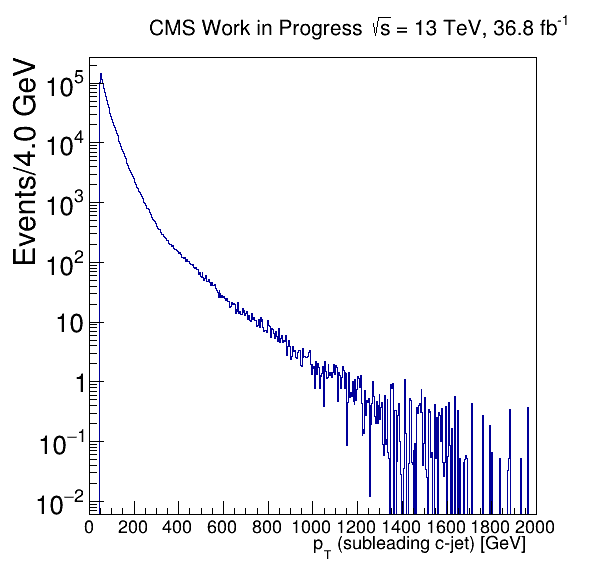 CMS Work in Progress √s = 13 TeV, 36.8 fb⁻¹
Events/4.0 GeV
10⁵
10⁴
10³
10²
10
1
10⁻¹
10⁻²
0 200 400 600 800 1000 1200 1400 1600 1800 2000
p_T (subleading c-jet) [GeV]